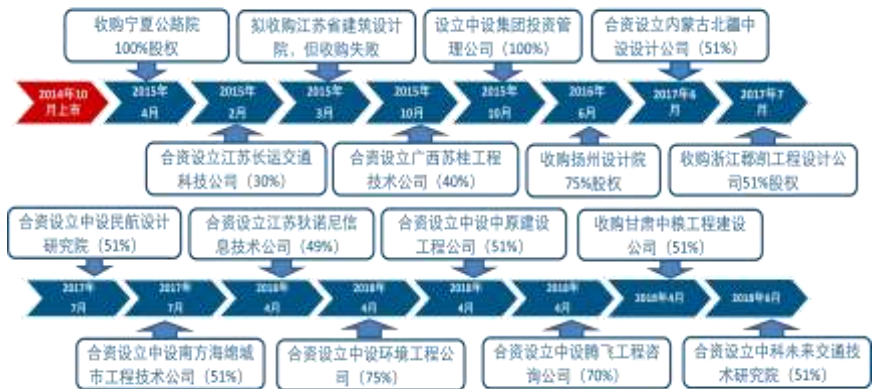 收购宁夏公路院
100%股权
拟收购江苏省建筑设计
院，但收购失败
设立中设集团投资管
理公司（100%）
合资设立内蒙古北疆中
设设计公司（51%）
2014年10
月上市
2015年
4月
2015年
2月
2015年
3月
2015年
10月
2015年
10月
2016年
6月
2017年6
月
2017年7
月
合资设立江苏长运交通
科技公司（30%）
合资设立广西苏桂工程
技术公司（40%）
收购扬州设计院
75%股权
收购浙江郡凯工程设计公
司51%股权
合资设立中设民航设计
研究院（51%）
合资设立江苏狄诺尼信
息技术公司（49%）
合资设立中设中原建设
工程公司（51%）
收购甘肃中粮工程建设
公司（51%）
2017年
7月
2017年
7月
2018年
4月
2018年
4月
2018年
4月
2018年
4月
2018年4月
2018年6月
合资设立中设南方海绵城
市工程技术公司（51%）
合资设立中设环境工程公
司（75%）
合资设立中设腾飞工程咨
询公司（70%）
合资设立中科未来交通技
术研究院（51%）